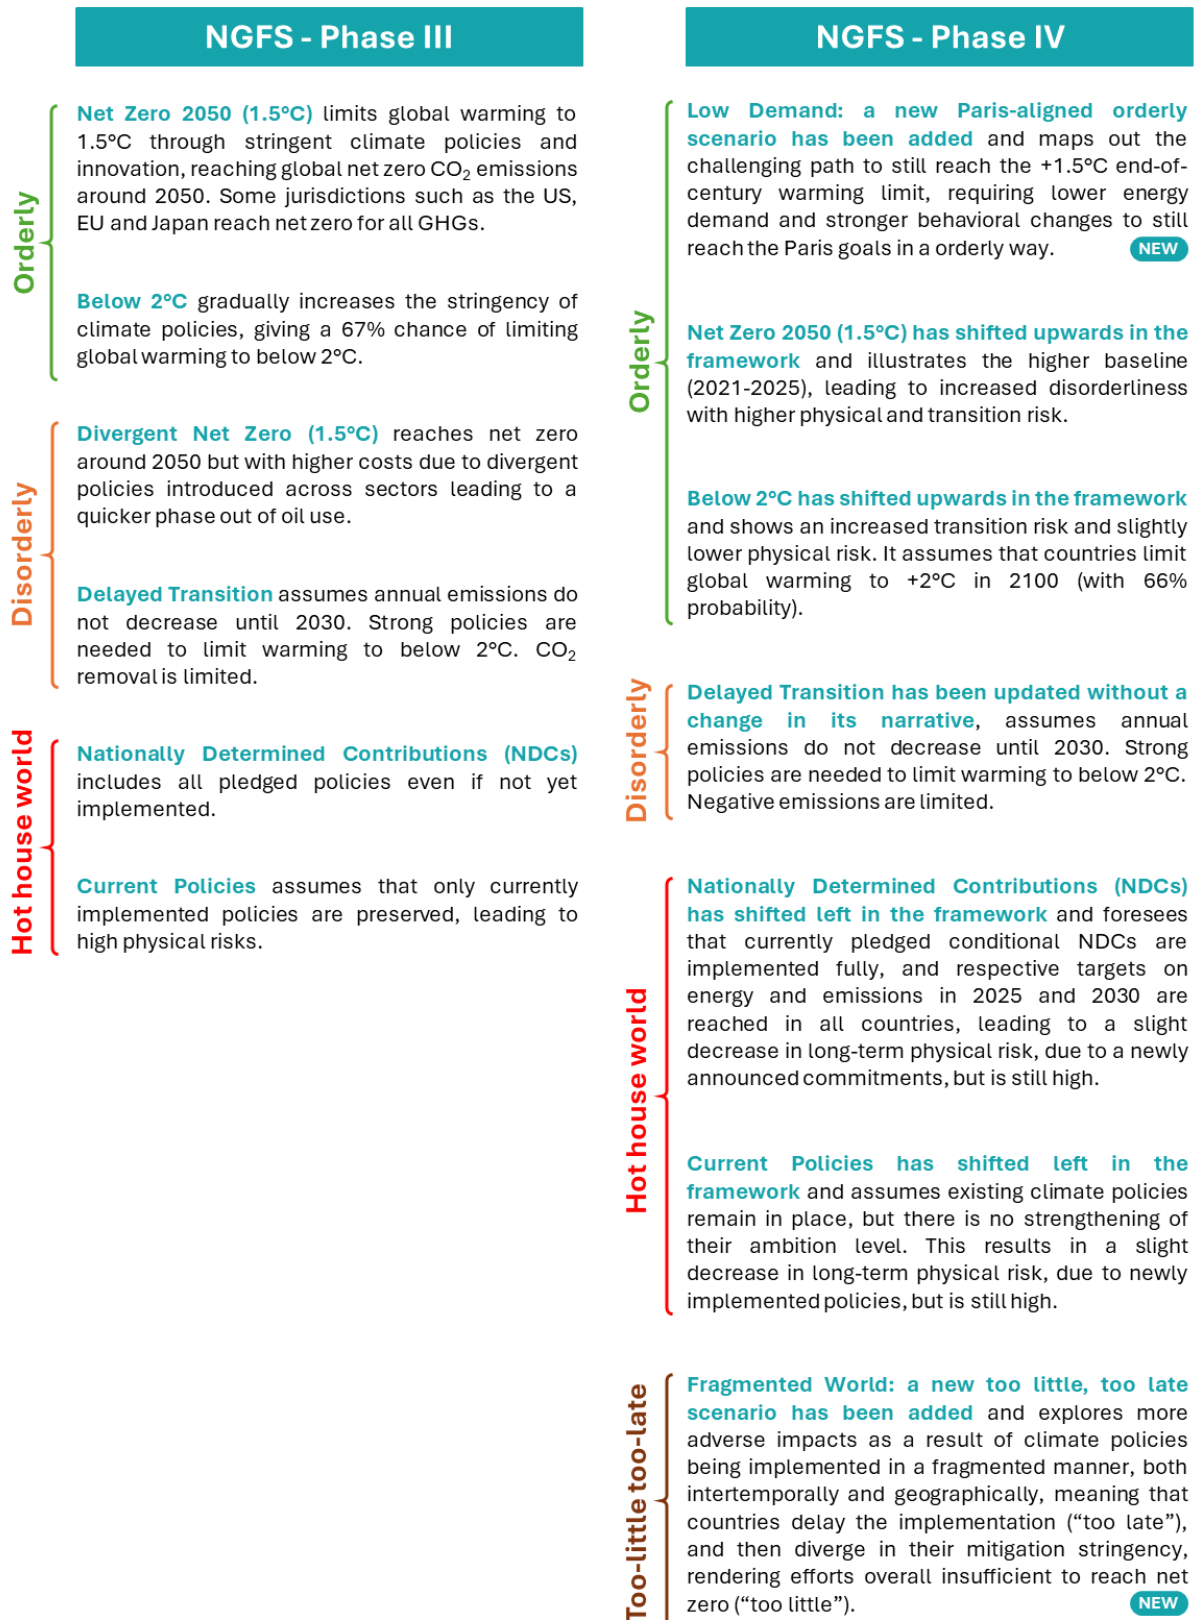 NGFS - Phase III
Orderly
Net Zero 2050 (1.5°C) limits global warming to
1.5°C through stringent climate policies and
innovation, reaching global net zero CO₂ emissions
around 2050. Some jurisdictions such as the US,
EU and Japan reach net zero for all GHGs.
Below 2°C gradually increases the stringency of
climate policies, giving a 67% chance of limiting
global warming to below 2°C.
Disorderly
Divergent Net Zero (1.5°C) reaches net zero
around 2050 but with higher costs due to divergent
policies introduced across sectors leading to a
quicker phase out of oil use.
Delayed Transition assumes annual emissions do
not decrease until 2030. Strong policies are
needed to limit warming to below 2°C. CO₂
removal is limited.
Hot house world
Nationally Determined Contributions (NDCs)
includes all pledged policies even if not yet
implemented.
Current Policies assumes that only currently
implemented policies are preserved, leading to
high physical risks.
NGFS - Phase IV
Orderly
Low Demand: a new Paris-aligned orderly
scenario has been added and maps out the
challenging path to still reach the +1.5°C end-of-
century warming limit, requiring lower energy
demand and stronger behavioral changes to still
reach the Paris goals in a orderly way.
NEW
Net Zero 2050 (1.5°C) has shifted upwards in the
framework and illustrates the higher baseline
(2021-2025), leading to increased disorderliness
with higher physical and transition risk.
Below 2°C has shifted upwards in the framework
and shows an increased transition risk and slightly
lower physical risk. It assumes that countries limit
global warming to +2°C in 2100 (with 66%
probability).
Disorderly
Delayed Transition has been updated without a
change in its narrative, assumes annual
emissions do not decrease until 2030. Strong
policies are needed to limit warming to below 2°C.
Negative emissions are limited.
Hot house world
Nationally Determined Contributions (NDCs)
has shifted left in the framework and foresees
that currently pledged conditional NDCs are
implemented fully, and respective targets on
energy and emissions in 2025 and 2030 are
reached in all countries, leading to a slight
decrease in long-term physical risk, due to a newly
announced commitments, but is still high.
Current Policies has shifted left in the
framework and assumes existing climate policies
remain in place, but there is no strengthening of
their ambition level. This results in a slight
decrease in long-term physical risk, due to newly
implemented policies, but is still high.
Too-little too-late
Fragmented World: a new too little, too late
scenario has been added and explores more
adverse impacts as a result of climate policies
being implemented in a fragmented manner, both
intertemporally and geographically, meaning that
countries delay the implementation (“too late”),
and then diverge in their mitigation stringency,
rendering efforts overall insufficient to reach net
zero (“too little”).
NEW